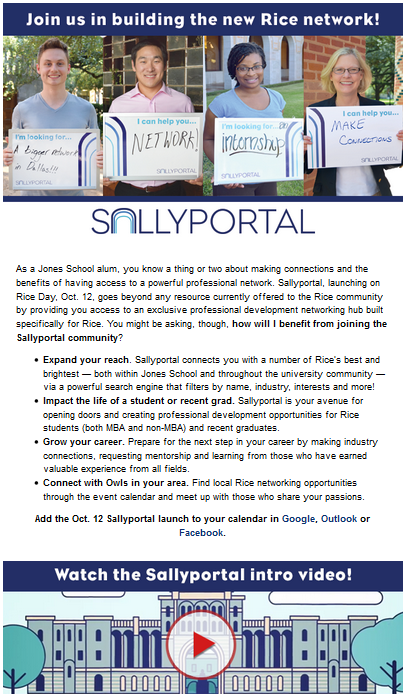 Join us in building the new Rice network!
I'm looking for...
A bigger network
in Dallas!!!
SALLYPORTAL
I can help you...
NETWORK!
SALLYPORTAL
I'm looking for...
an
internship
SALLYPORTAL
I can help you...
MAKE
CONNECTIONS
SALLYPORTAL
SALLYPORTAL
As a Jones School alum, you know a thing or two about making connections and the
benefits of having access to a powerful professional network. Sallyportal, launching on
Rice Day, Oct. 12, goes beyond any resource currently offered to the Rice community
by providing you access to an exclusive professional development networking hub built
specifically for Rice. You might be asking, though, how will I benefit from joining the
Sallyportal community?
• Expand your reach. Sallyportal connects you with a number of Rice's best and
brightest — both within Jones School and throughout the university community —
via a powerful search engine that filters by name, industry, interests and more!
• Impact the life of a student or recent grad. Sallyportal is your avenue for
opening doors and creating professional development opportunities for Rice
students (both MBA and non-MBA) and recent graduates.
• Grow your career. Prepare for the next step in your career by making industry
connections, requesting mentorship and learning from those who have earned
valuable experience from all fields.
• Connect with Owls in your area. Find local Rice networking opportunities
through the event calendar and meet up with those who share your passions.
Add the Oct. 12 Sallyportal launch to your calendar in Google, Outlook or
Facebook.
Watch the Sallyportal intro video!